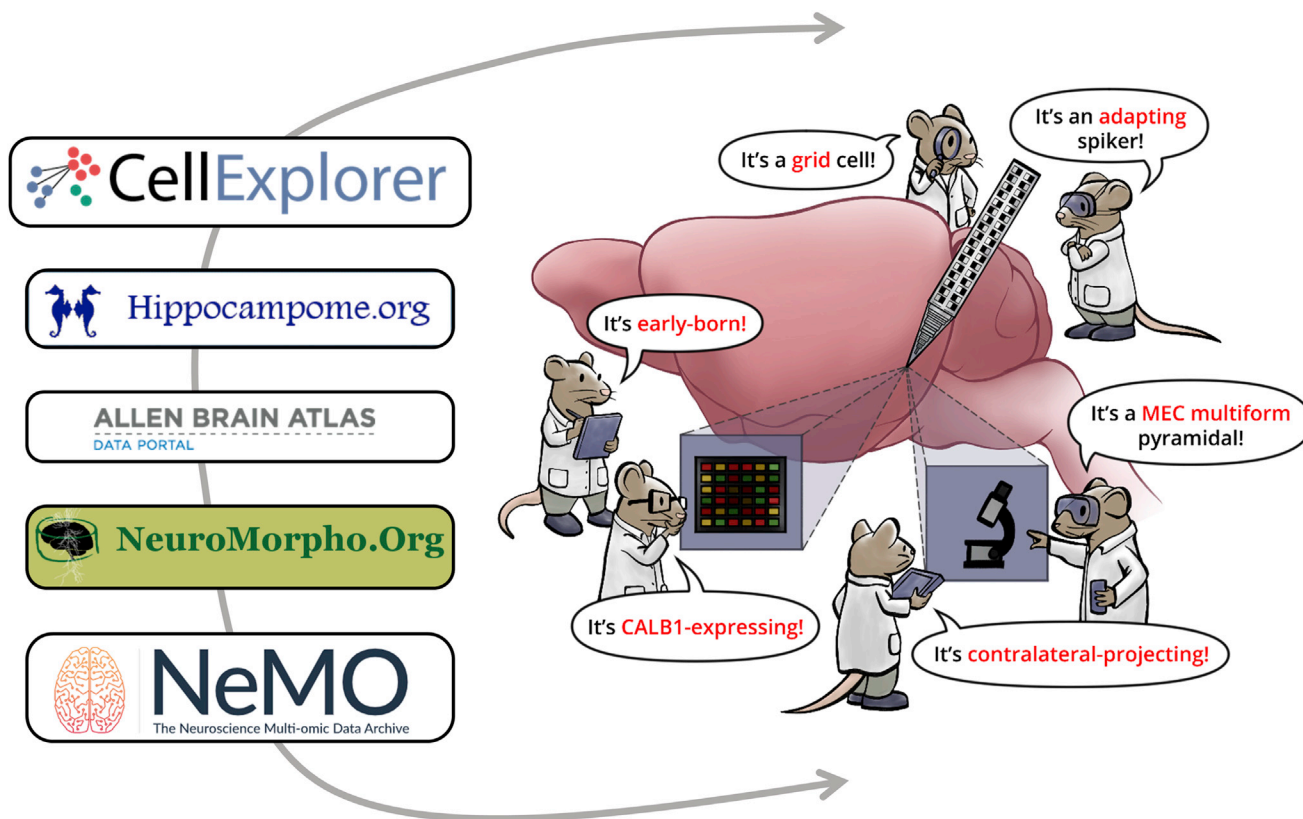 CellExplorer
Hippocampome.org
ALLEN BRAIN ATLAS
DATA PORTAL
NeuroMorpho.Org
NeMO
The Neuroscience Multi-omic Data Archive
It's a grid cell!
It's an adapting
spiker!
It's early-born!
It's a MEC multiform
pyramidal!
It's CALB1-expressing!
It's contralateral-projecting!